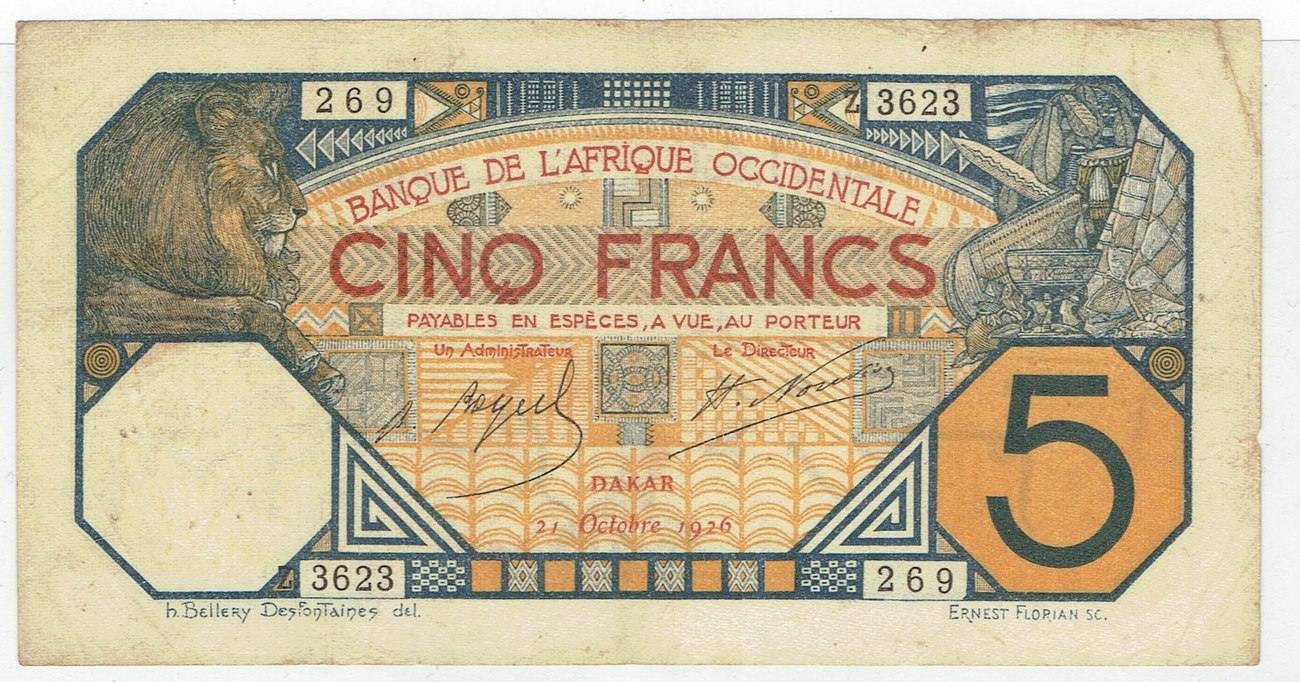 269
Z 3623
BANQUE DE L'AFRIQUE OCCIDENTALE
CINQ FRANCS
PAYABLES EN ESPÈCES, A VUE, AU PORTEUR
Un Administrateur
Le Directeur
5
DAKAR
21 Octobre 1926
Z 3623
269
h. Bellery Desfontaines del.
ERNEST FLORIAN SC.